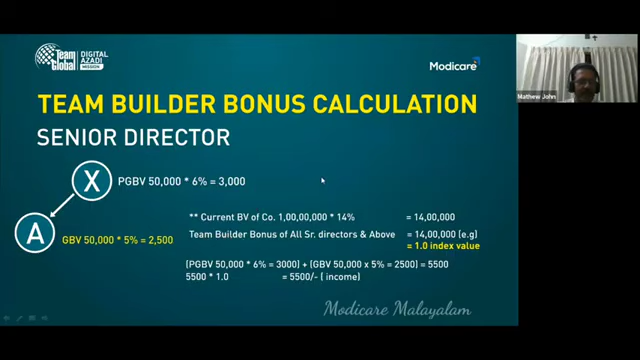 Team Global
DIGITAL
AZADI
Modicare
TEAM BUILDER BONUS CALCULATION
SENIOR DIRECTOR
X
PGBV 50,000 * 6% = 3,000
A
GBV 50,000 * 5% = 2,500
** Current BV of Co. 1,00,00,000 * 14% = 14,00,000
Team Builder Bonus of All Sr. directors & Above = 14,00,000 (e.g)
= 1.0 index value
(PGBV 50,000 * 6% = 3000) + (GBV 50,000 x 5% = 2500) = 5500
5500 * 1.0 = 5500/- ( income)
Modicare Malayalam
Mathew John